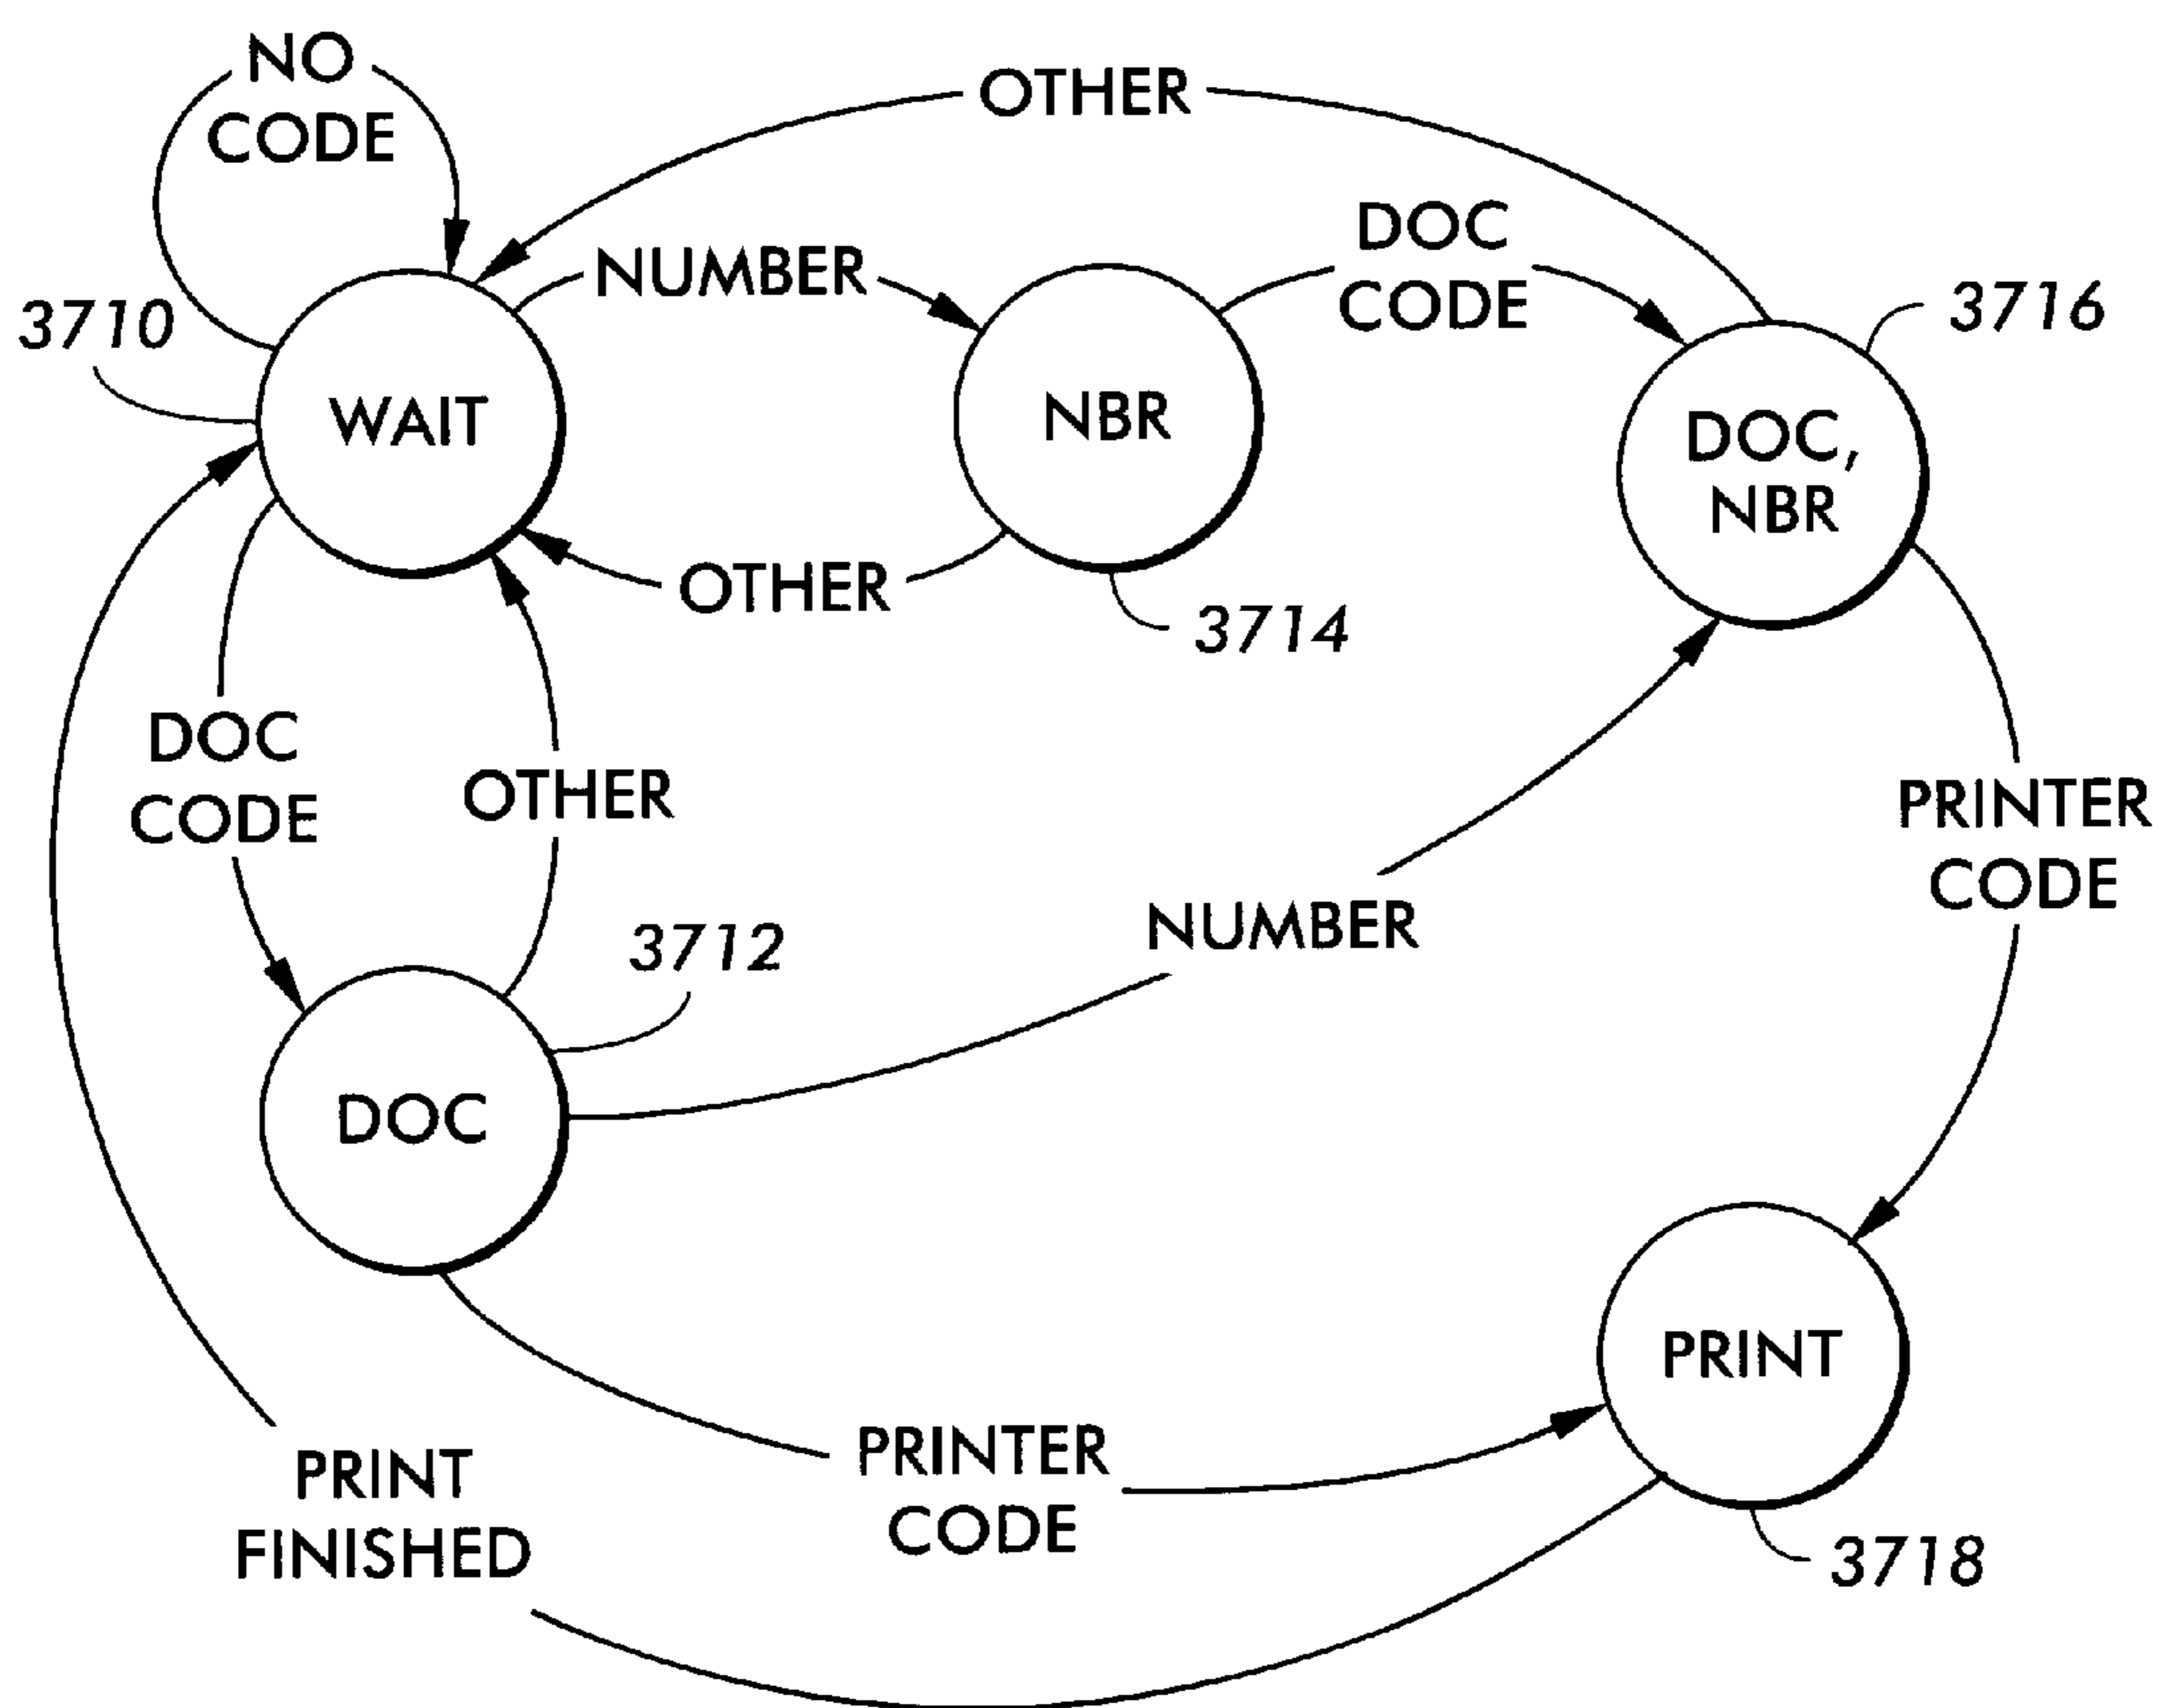 NO
CODE
OTHER
DOC
CODE
NUMBER
3710
3716
WAIT
NBR
DOC,
NBR
OTHER
3714
DOC
CODE
OTHER
PRINTER
CODE
NUMBER
3712
DOC
PRINT
PRINTER
CODE
PRINT
FINISHED
3718